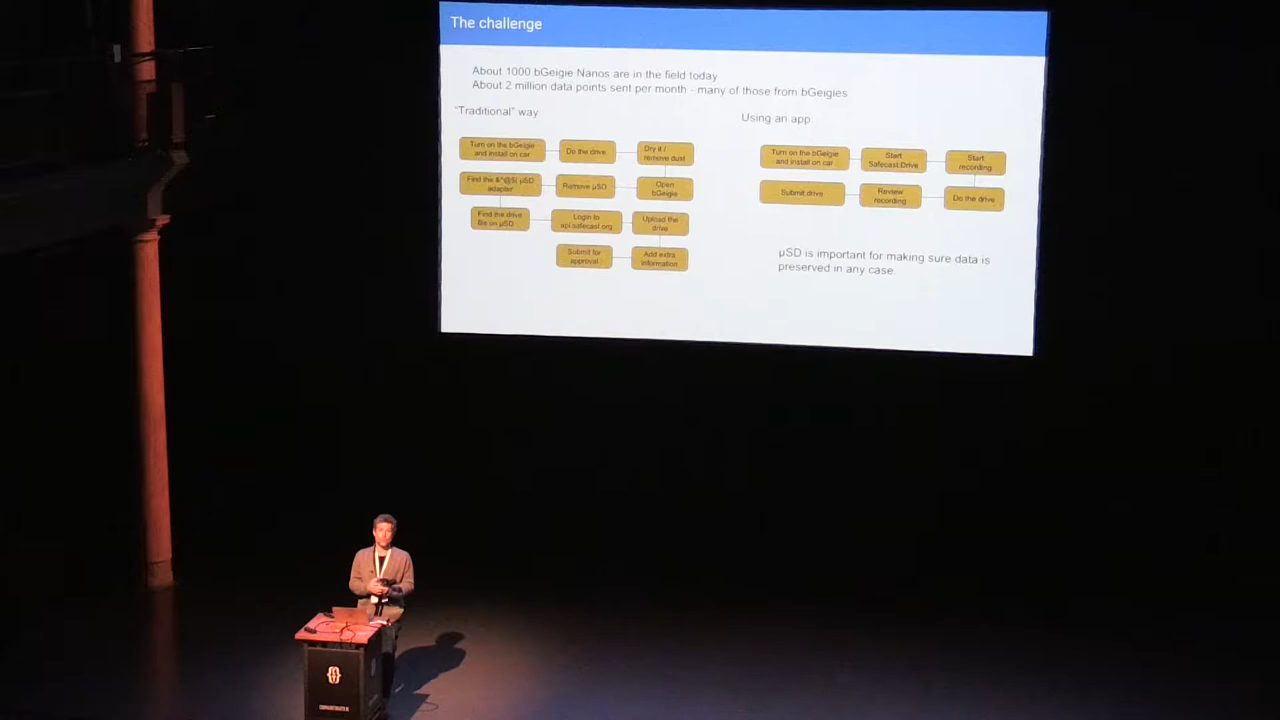 The challenge
About 1000 bGeigie Nanos are in the field today
About 2 million data points sent per month - many of those from bGeigies
"Traditional" way
Turn on the bGeigie
and install on car
Do the drive
Dry it /
remove dust
Find the &^@$( µSD
adapter
Remove µSD
Open
bGeigie
Find the drive
file on µSD
Login to
api.safecast.org
Upload the
drive
Submit for
approval
Add extra
information
Using an app
Turn on the bGeigie
and install on car
Start
Safecast:Drive
Start
recording
Submit drive
Review
recording
Do the drive
µSD is important for making sure data is
preserved in any case.